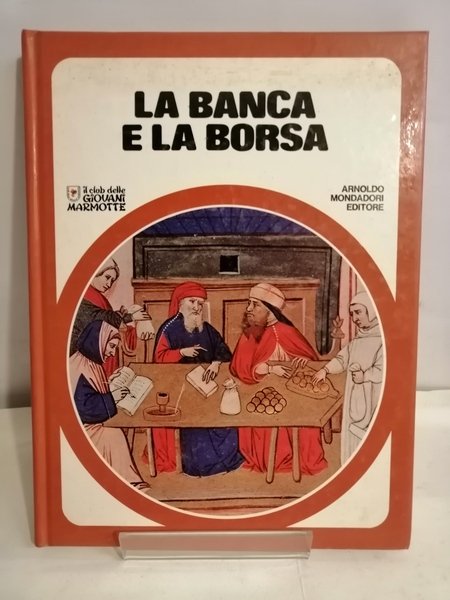 LA BANCA
E LA BORSA
il club delle
GIOVANI
MARMOTTE
ARNOLDO
MONDADORI
EDITORE